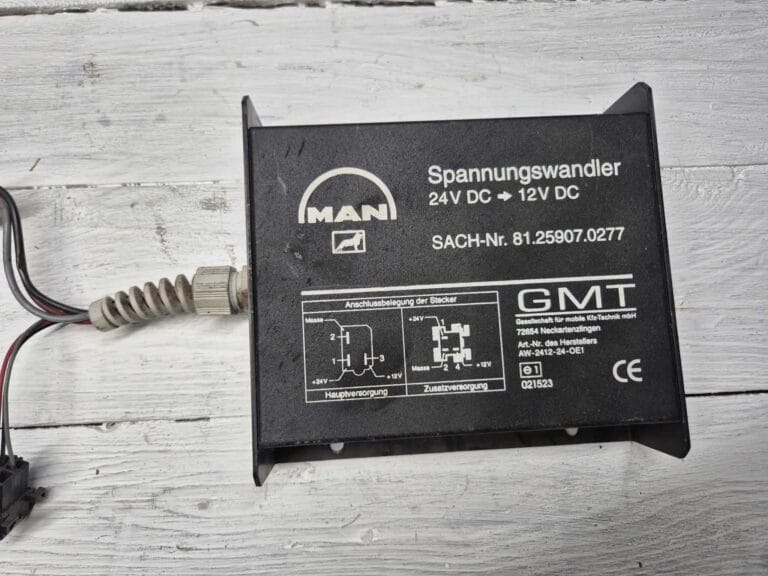 MAN
Spannungswandler
24V DC ➔ 12V DC
SACH-Nr. 81.25907.0277
Anschlussbelegung der Stecker
Masse
2
1
3
+24V
+12V
Hauptversorgung
+24V
1
Masse
2 4
+12V
Zusatzversorgung
GMT
Gesellschaft für mobile Kfz-Technik mbH
72654 Neckartenzlingen
Art.-Nr. des Herstellers
AW-2412-24-OE1
e1
021523
CE